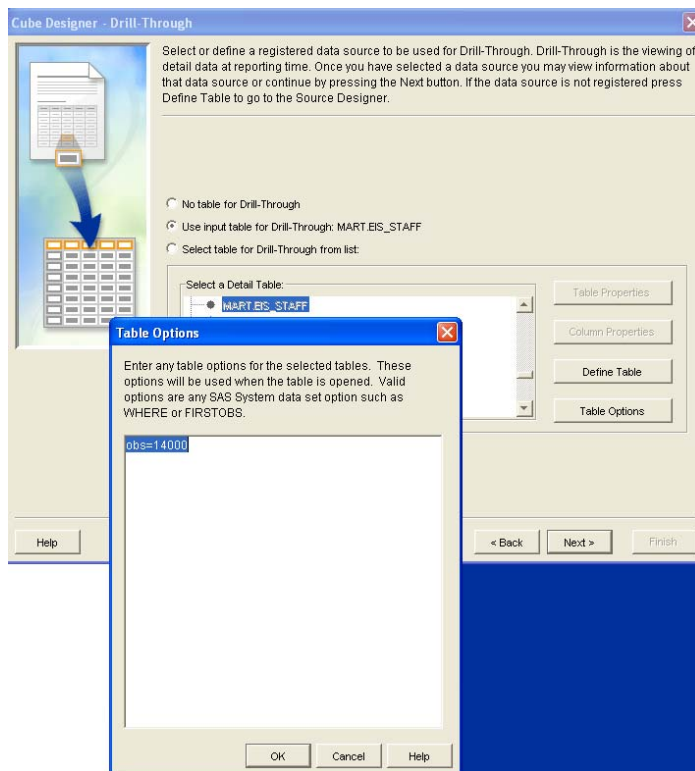 Cube Designer - Drill-Through
Select or define a registered data source to be used for Drill-Through. Drill-Through is the viewing of
detail data at reporting time. Once you have selected a data source you may view information about
that data source or continue by pressing the Next button. If the data source is not registered press
Define Table to go to the Source Designer.
No table for Drill-Through
Use input table for Drill-Through: MART.EIS_STAFF
Select table for Drill-Through from list:
Select a Detail Table:
MART.EIS_STAFF
Table Properties
Column Properties
Define Table
Table Options
Table Options
Enter any table options for the selected tables. These
options will be used when the table is opened. Valid
options are any SAS System data set option such as
WHERE or FIRSTOBS.
obs=14000
Help
< Back
Next >
Finish
OK
Cancel
Help